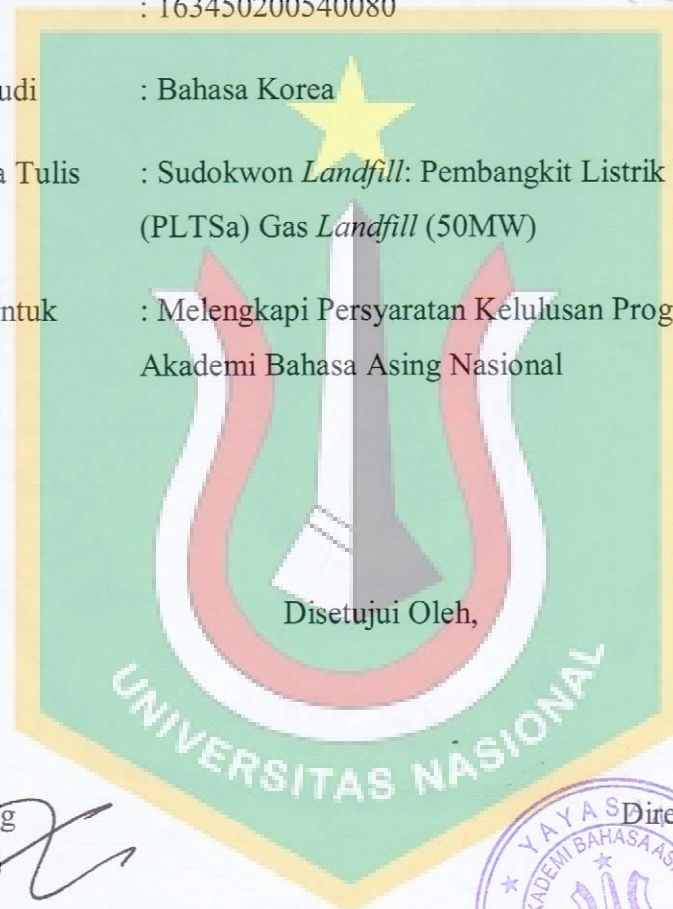 : 163450200540080
udi : Bahasa Korea
a Tulis : Sudokwon Landfill: Pembangkit Listrik
(PLTSa) Gas Landfill (50MW)
ntuk : Melengkapi Persyaratan Kelulusan Prog
Akademi Bahasa Asing Nasional
Disetujui Oleh,
UNIVERSITAS NASIONAL
g Dire
YAYASAN
ADEMI BAHASA AS